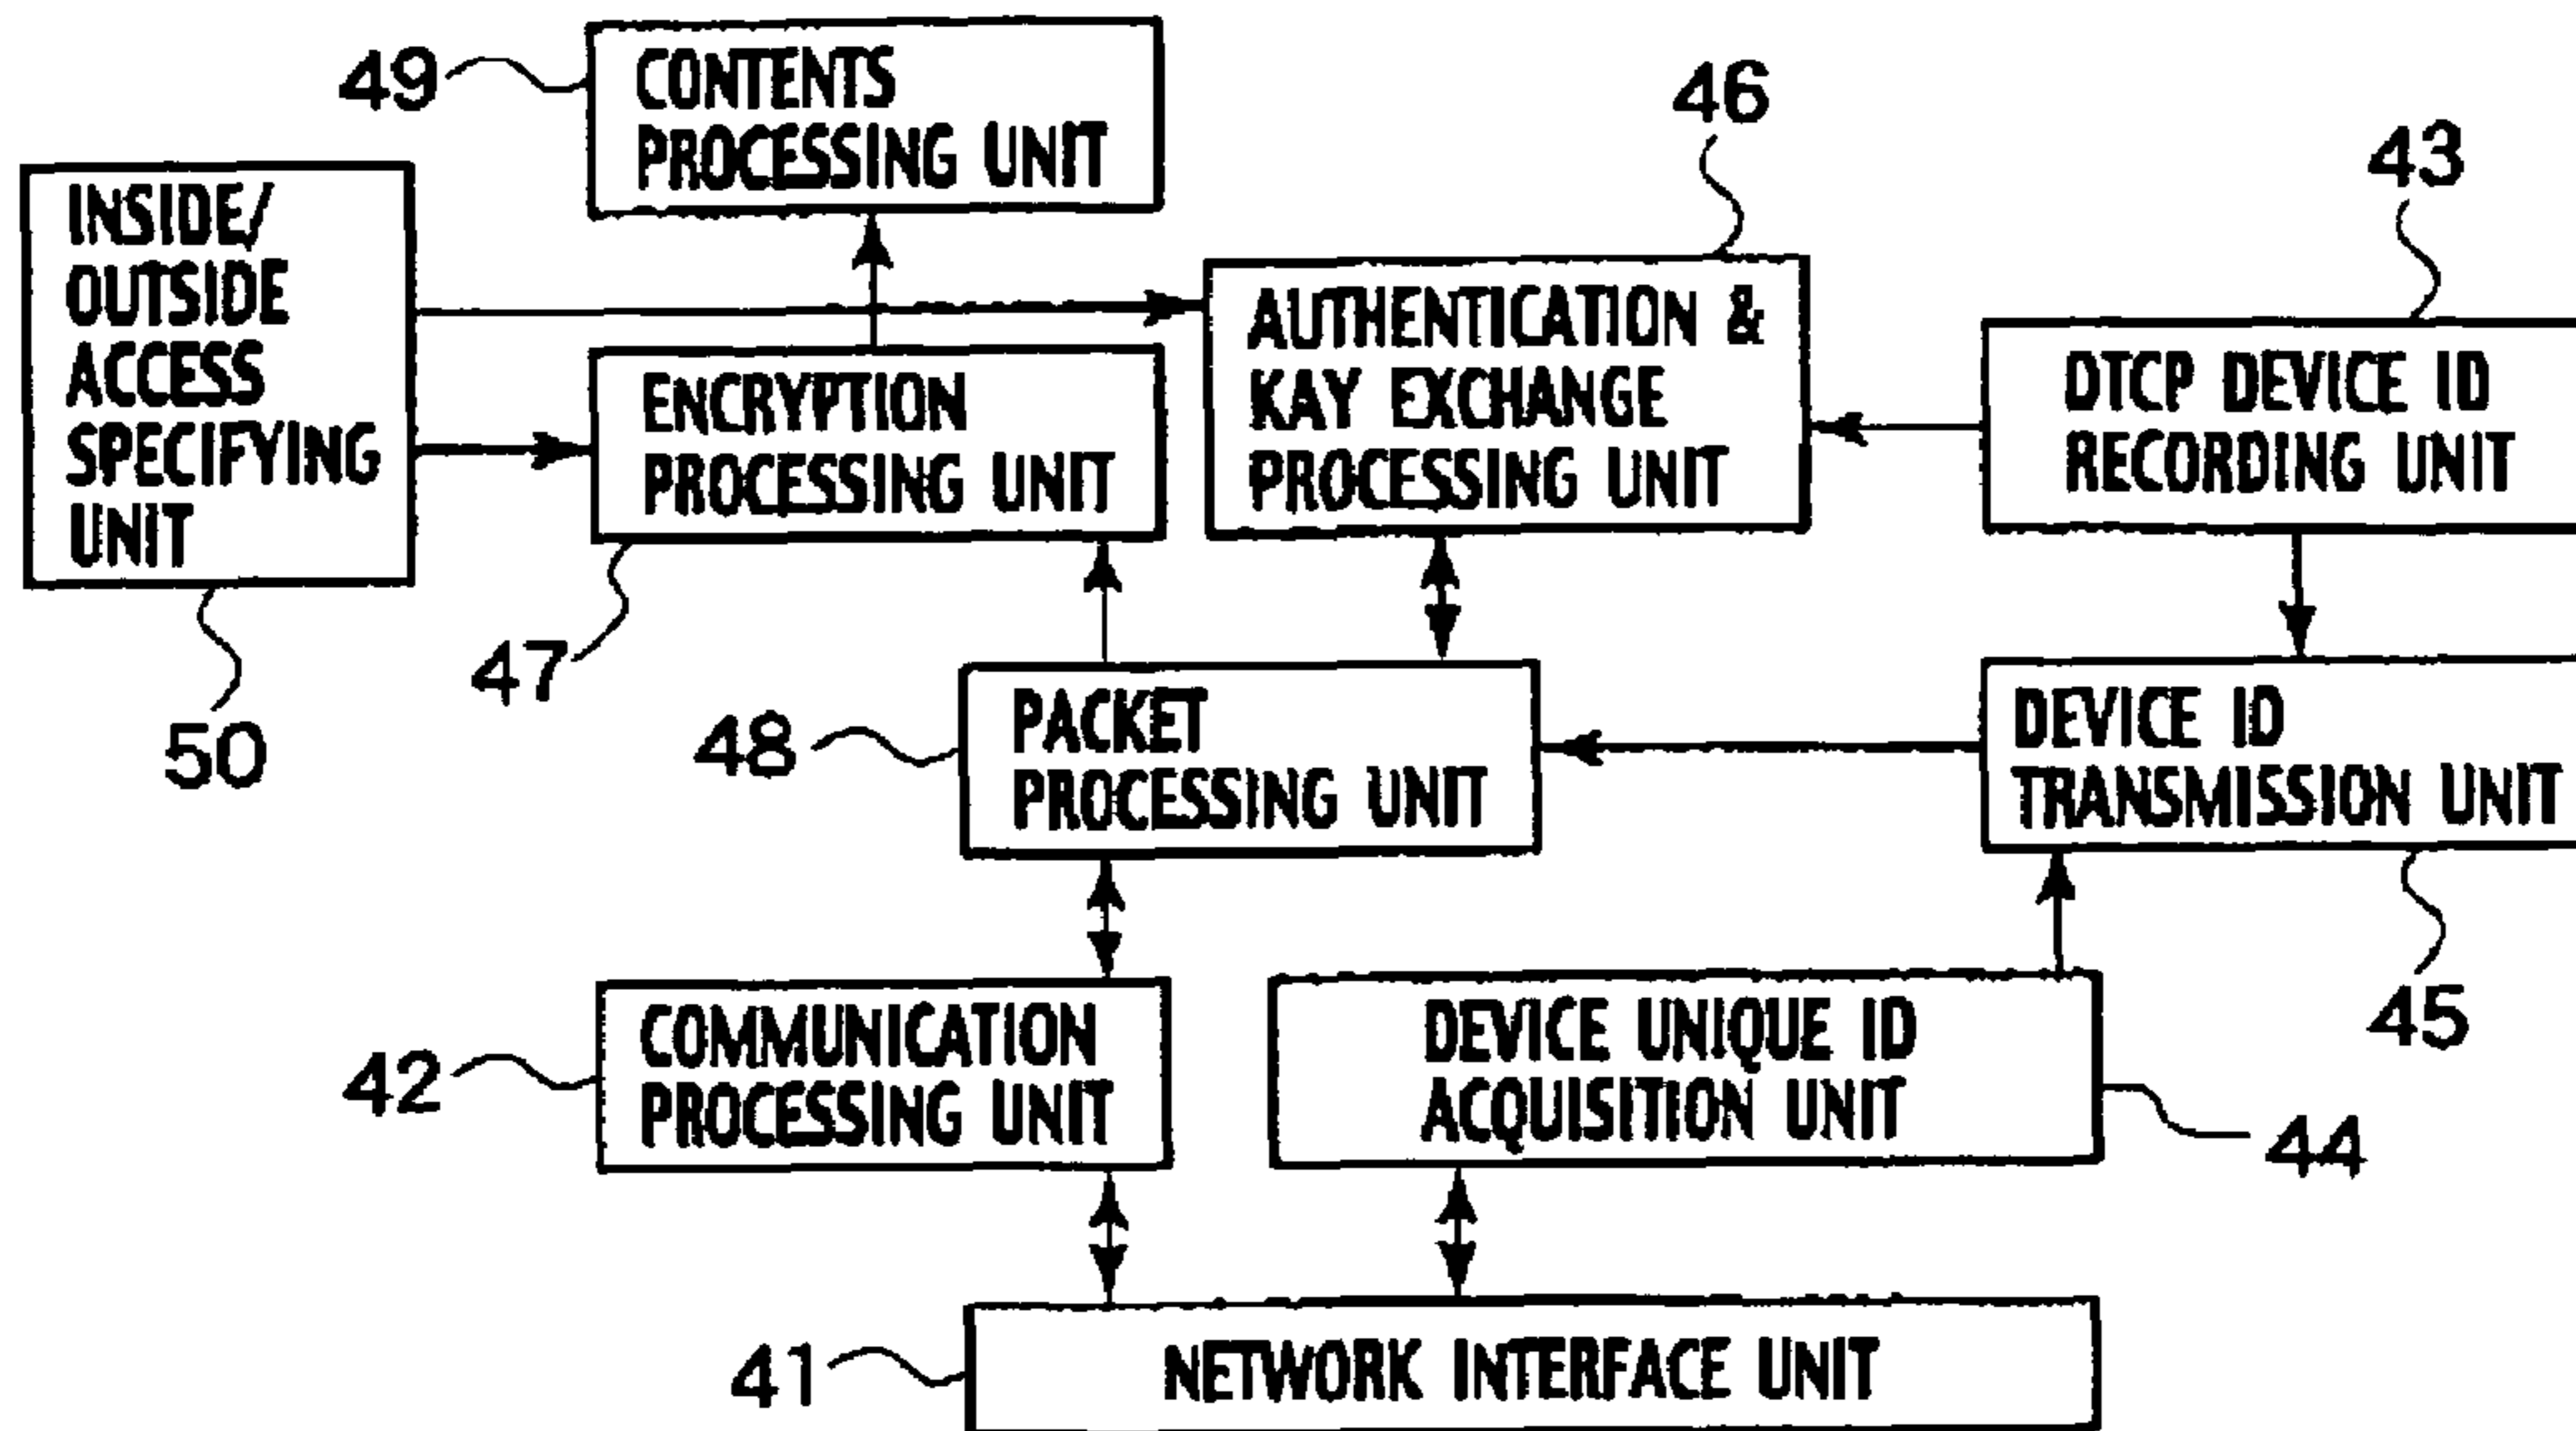 49
CONTENTS
PROCESSING UNIT
46
43
INSIDE/
OUTSIDE
ACCESS
SPECIFYING
UNIT
50
ENCRYPTION
PROCESSING UNIT
47
AUTHENTICATION &
KAY EXCHANGE
PROCESSING UNIT
DTCP DEVICE ID
RECORDING UNIT
48
PACKET
PROCESSING UNIT
DEVICE ID
TRANSMISSION UNIT
45
42
COMMUNICATION
PROCESSING UNIT
DEVICE UNIQUE ID
ACQUISITION UNIT
44
41
NETWORK INTERFACE UNIT